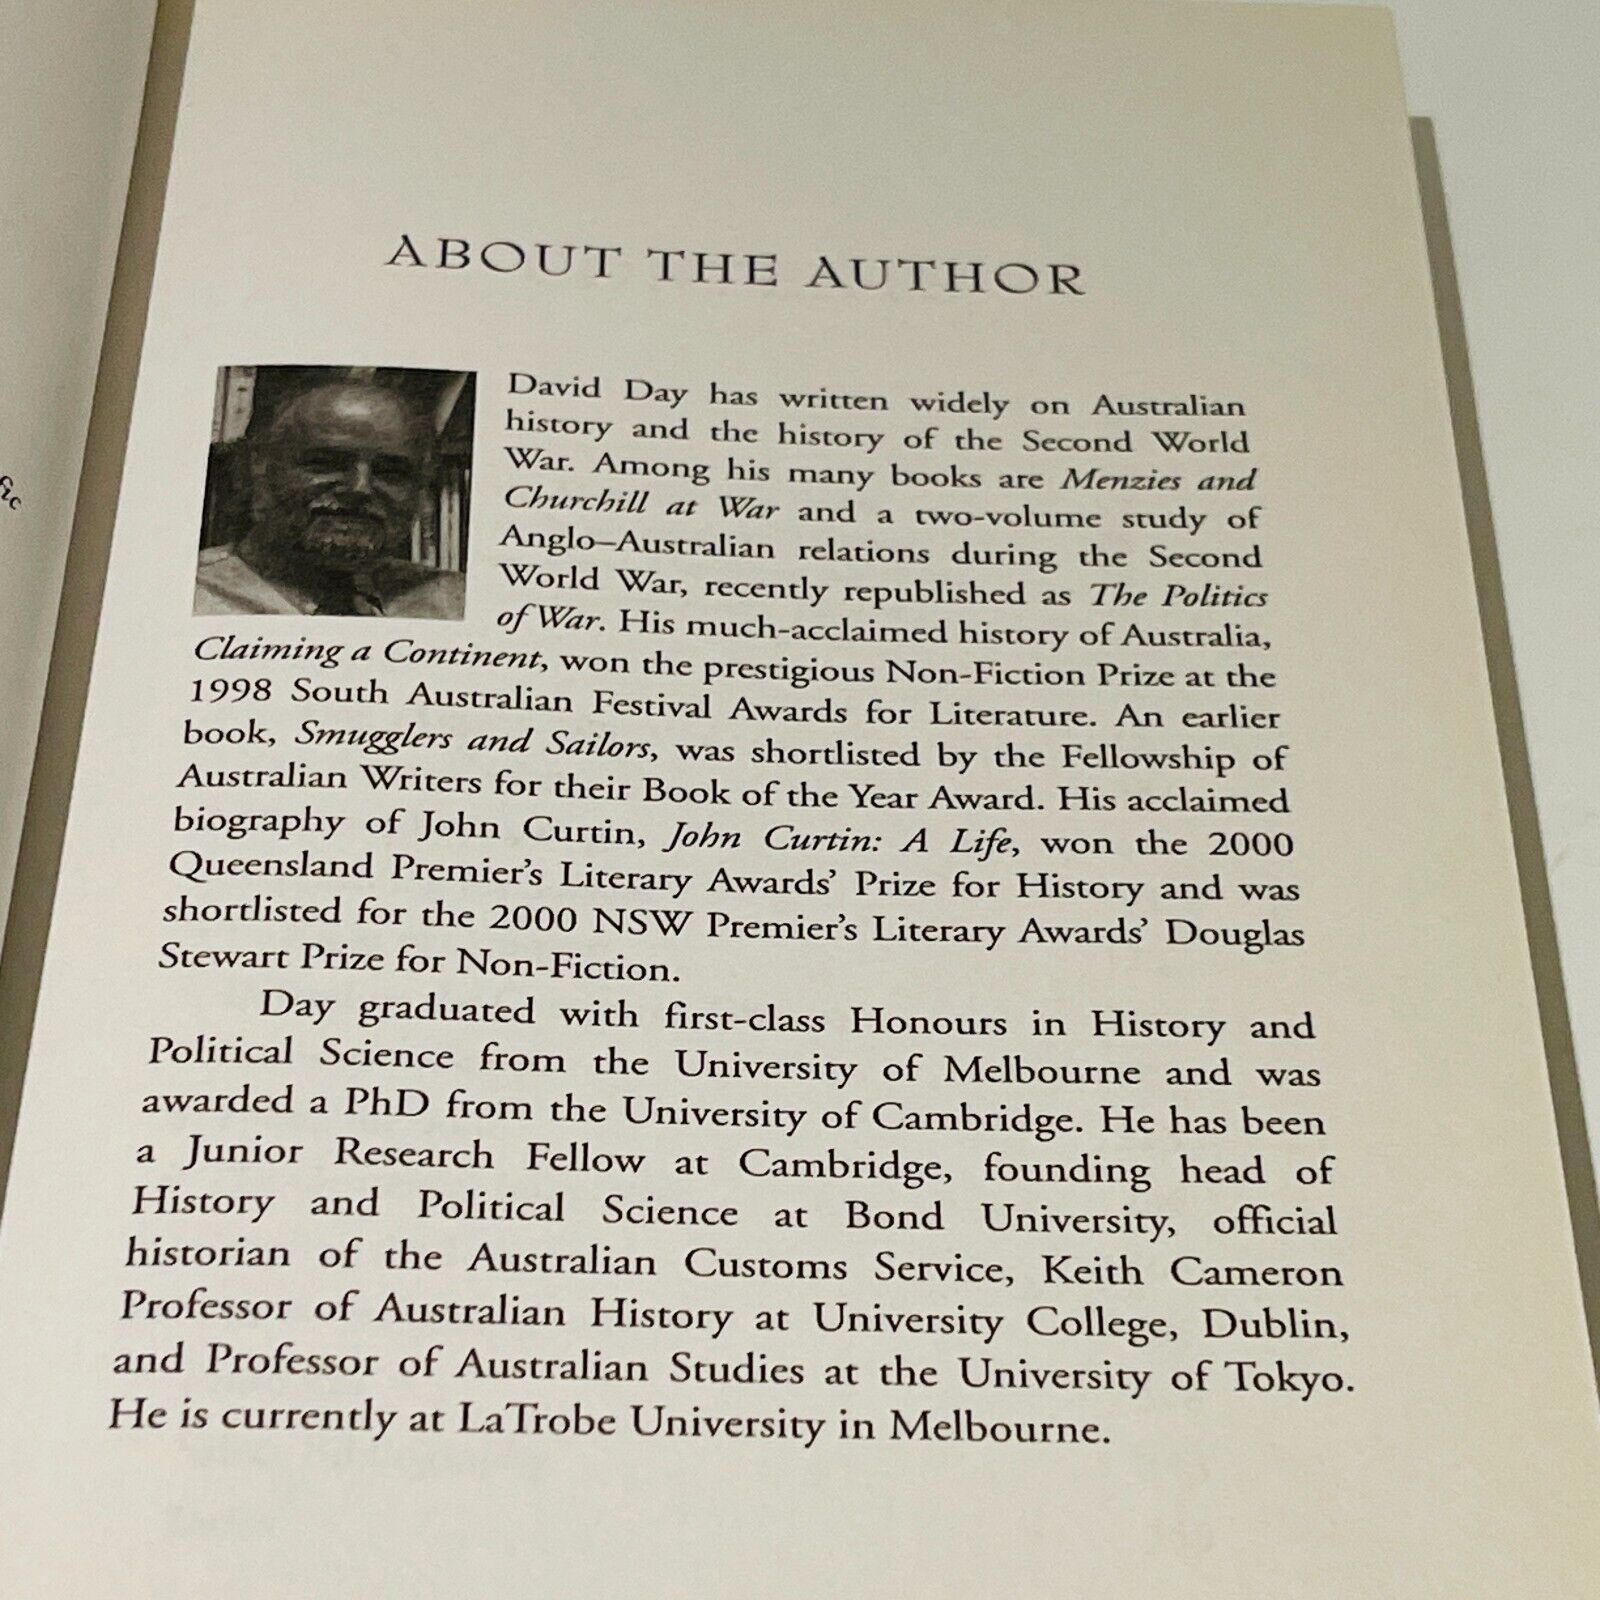 fic
ABOUT THE AUTHOR
David Day has written widely on Australian
history and the history of the Second World
War. Among his many books are Menzies and
Churchill at War and a two-volume study of
Anglo–Australian relations during the Second
World War, recently republished as The Politics
of War. His much-acclaimed history of Australia,
Claiming a Continent, won the prestigious Non-Fiction Prize at the
1998 South Australian Festival Awards for Literature. An earlier
book, Smugglers and Sailors, was shortlisted by the Fellowship of
Australian Writers for their Book of the Year Award. His acclaimed
biography of John Curtin, John Curtin: A Life, won the 2000
Queensland Premier's Literary Awards' Prize for History and was
shortlisted for the 2000 NSW Premier's Literary Awards' Douglas
Stewart Prize for Non-Fiction.
Day graduated with first-class Honours in History and
Political Science from the University of Melbourne and was
awarded a PhD from the University of Cambridge. He has been
a Junior Research Fellow at Cambridge, founding head of
History and Political Science at Bond University, official
historian of the Australian Customs Service, Keith Cameron
Professor of Australian History at University College, Dublin,
and Professor of Australian Studies at the University of Tokyo.
He is currently at LaTrobe University in Melbourne.